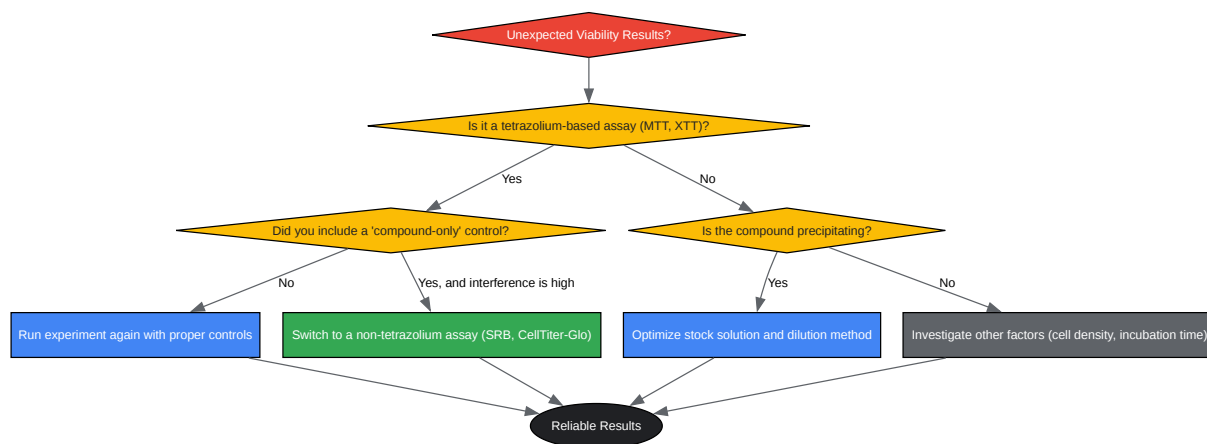 Unexpected Viability Results?
Is it a tetrazolium-based assay (MTT, XTT)?
Yes
No
Did you include a 'compound-only' control?
Is the compound precipitating?
No
Yes, and interference is high
Yes
No
Run experiment again with proper controls
Switch to a non-tetrazolium assay (SRB, CellTiter-Glo)
Optimize stock solution and dilution method
Investigate other factors (cell density, incubation time)
Reliable Results